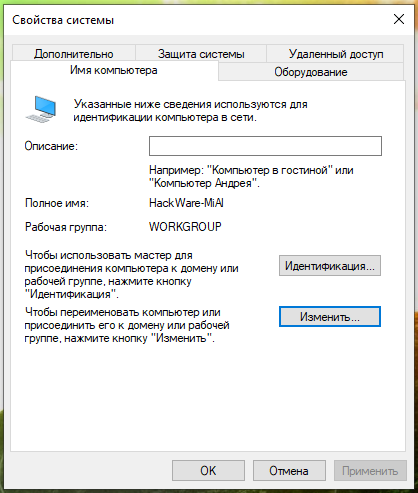 Свойства системы
Дополнительно
Защита системы
Удаленный доступ
Имя компьютера
Оборудование
Указанные ниже сведения используются для
идентификации компьютера в сети.
Описание:
Например: "Компьютер в гостиной" или
"Компьютер Андрея".
Полное имя:
HackWare-MiAl
Рабочая группа:
WORKGROUP
Чтобы использовать мастер для
присоединения компьютера к домену или
рабочей группе, нажмите кнопку
"Идентификация".
Идентификация...
Чтобы переименовать компьютер или
присоединить его к домену или рабочей
группе, нажмите кнопку "Изменить".
Изменить...
OK
Отмена
Применить